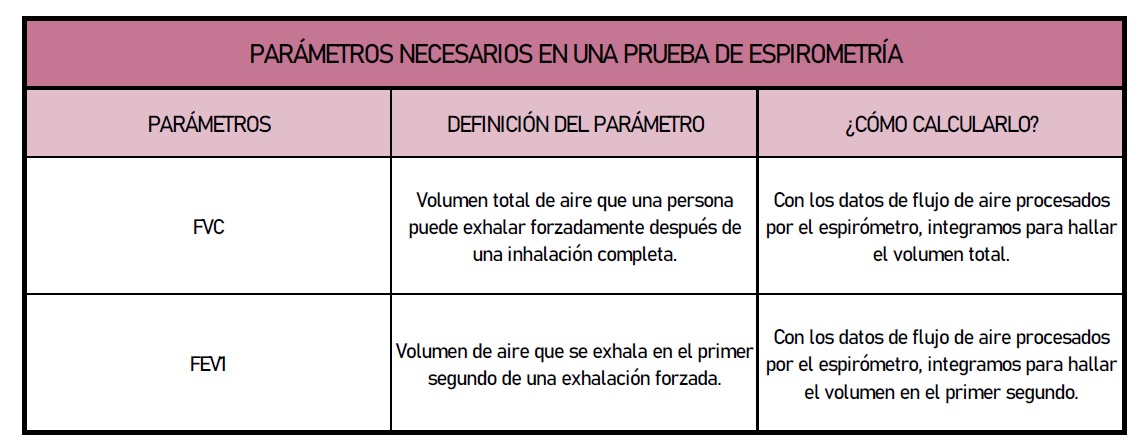 PARÁMETROS NECESARIOS EN UNA PRUEBA DE ESPIROMETRÍA
PARÁMETROS
DEFINICIÓN DEL PARÁMETRO
¿CÓMO CALCULARLO?
FVC
Volumen total de aire que una persona
puede exhalar forzadamente después de
una inhalación completa.
Con los datos de flujo de aire procesados
por el espirómetro, integramos para hallar
el volumen total.
FEV1
Volumen de aire que se exhala en el primer
segundo de una exhalación forzada.
Con los datos de flujo de aire procesados
por el espirómetro, integramos para hallar
el volumen en el primer segundo.